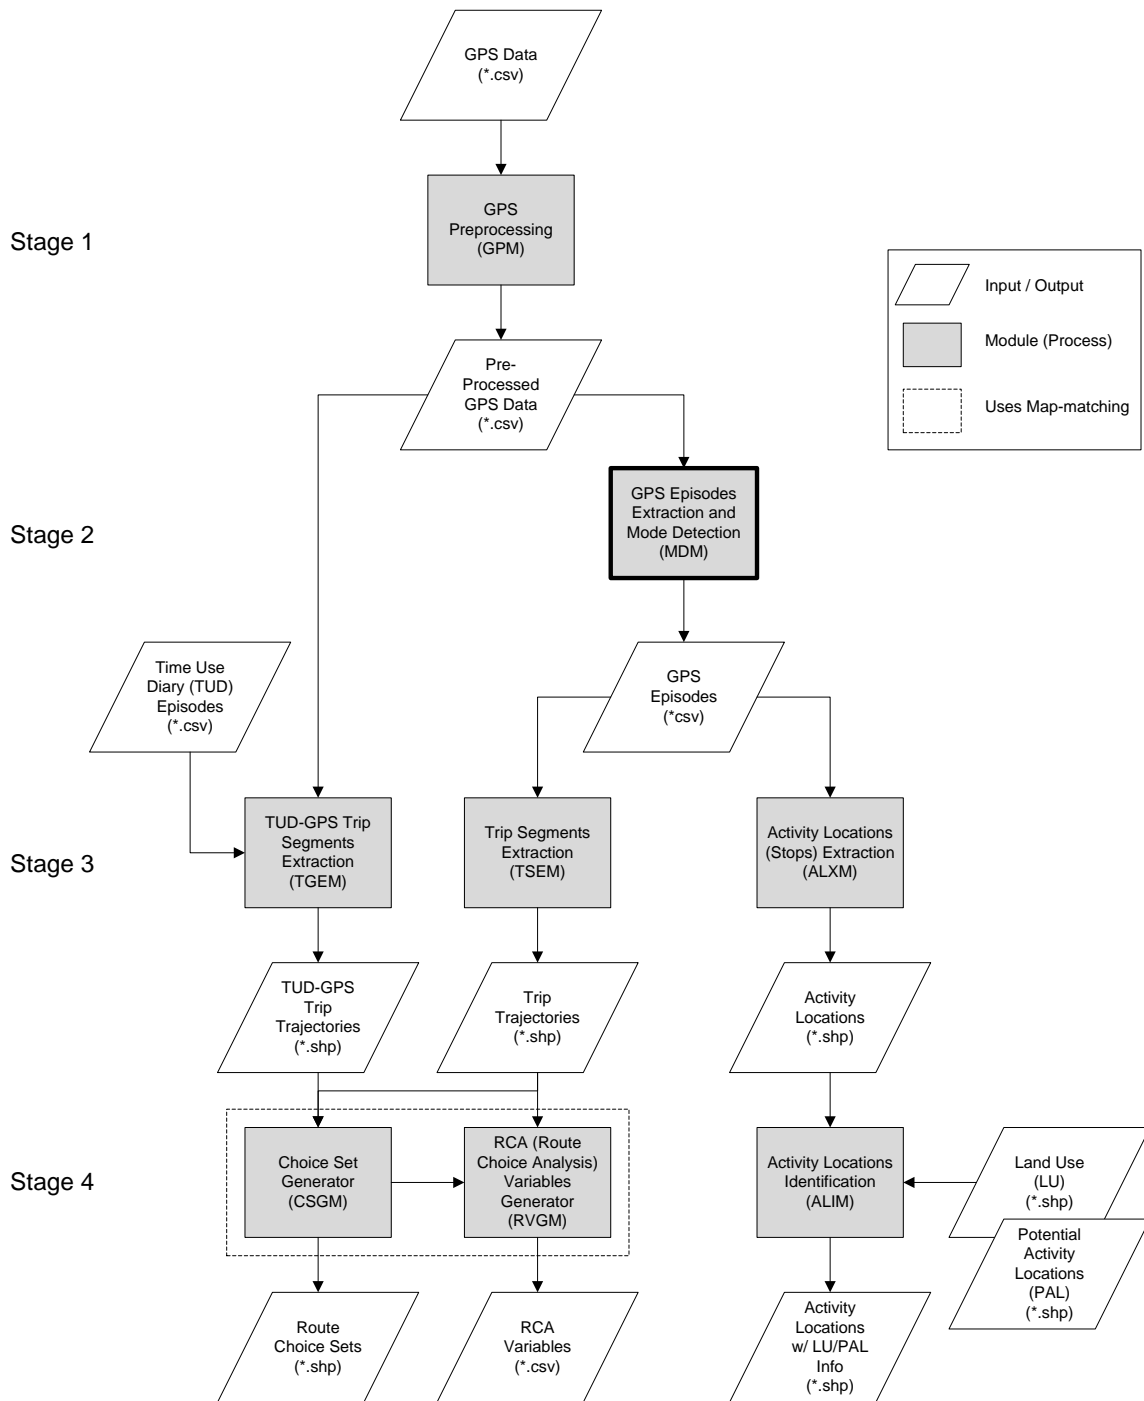 GPS Data
(*.csv)
Stage 1
GPS
Preprocessing
(GPM)
Input / Output
Module (Process)
Uses Map-matching
Pre-
Processed
GPS Data
(*.csv)
Stage 2
GPS Episodes
Extraction and
Mode Detection
(MDM)
Time Use
Diary (TUD)
Episodes
(*.csv)
GPS
Episodes
(*csv)
Stage 3
TUD-GPS Trip
Segments
Extraction
(TGEM)
Trip Segments
Extraction
(TSEM)
Activity Locations
(Stops) Extraction
(ALXM)
TUD-GPS
Trip
Trajectories
(*.shp)
Trip
Trajectories
(*.shp)
Activity
Locations
(*.shp)
Stage 4
Choice Set
Generator
(CSGM)
RCA (Route
Choice Analysis)
Variables
Generator
(RVGM)
Activity Locations
Identification
(ALIM)
Land Use
(LU)
(*.shp)
Potential
Activity
Locations
(PAL)
(*.shp)
Route
Choice Sets
(*.shp)
RCA
Variables
(*.csv)
Activity
Locations
w/ LU/PAL
Info
(*.shp)